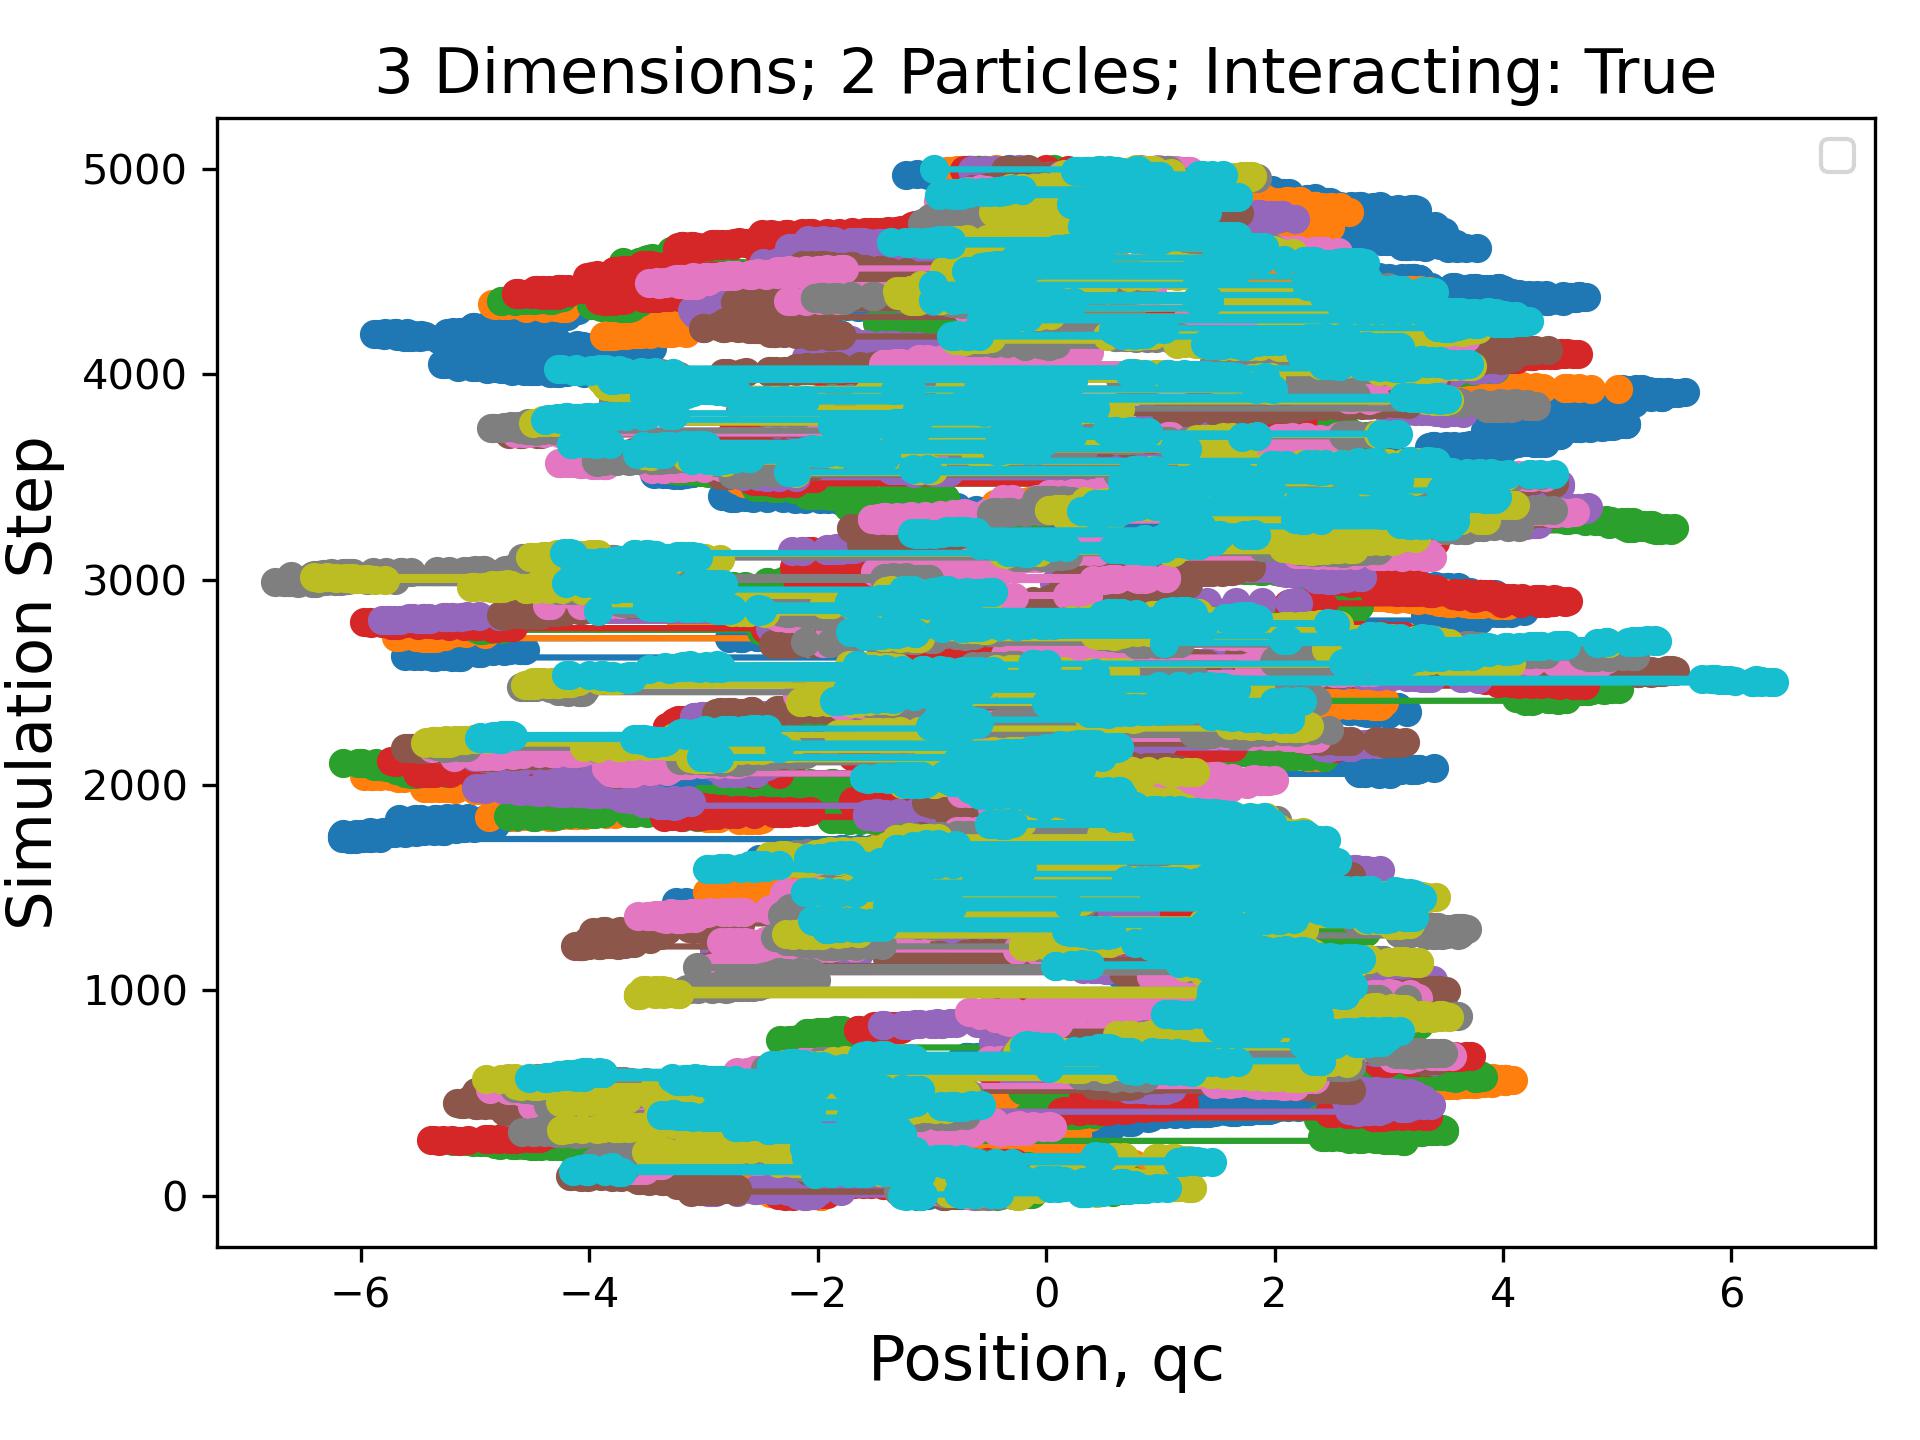 3 Dimensions; 2 Particles; Interacting: True
Simulation Step
5000
4000
3000
2000
1000
0
−6 −4 −2 0 2 4 6
Position, qc